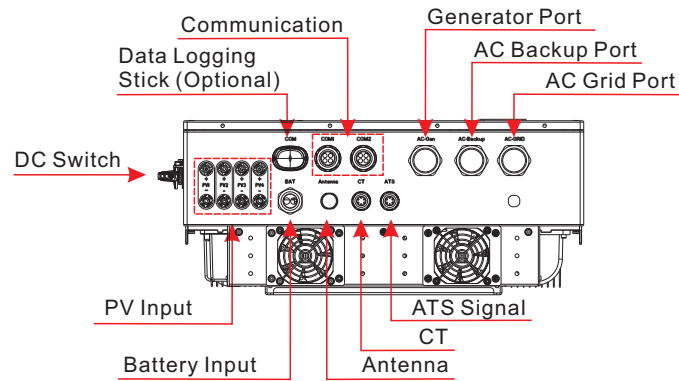 Generator Port
Communication
AC Backup Port
Data Logging
Stick (Optional)
AC Grid Port
COM
COM1
COM2
AC-Gen
AC-Backup
AC-GRID
DC Switch
+ + + +
PV1 PV2 PV3 PV4
- - - -
BAT
Antenna
CT
ATS
PV Input
ATS Signal
CT
Battery Input
Antenna